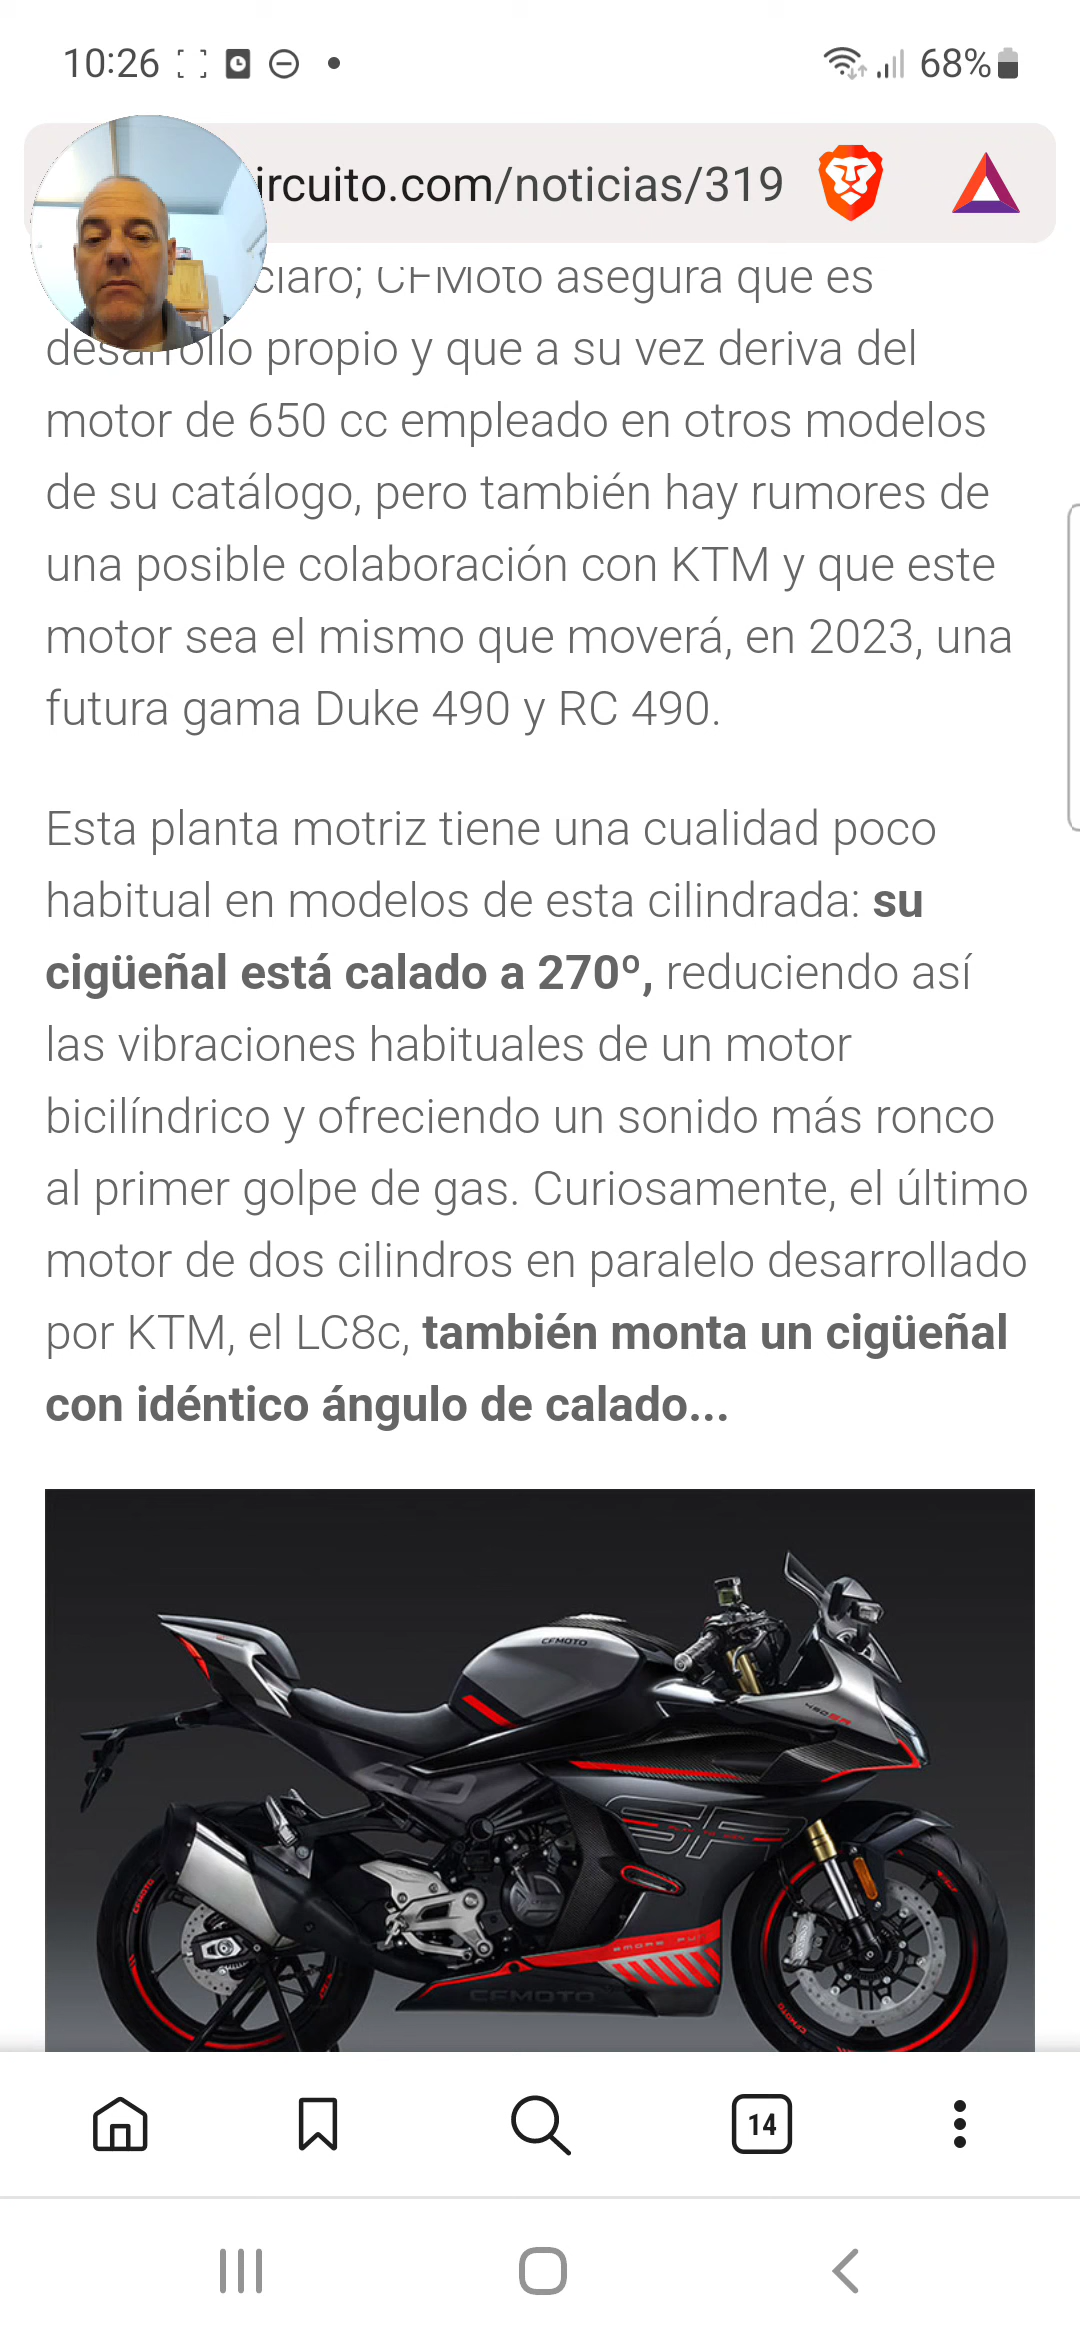 10:26
68%
ircuito.com/noticias/319
claro; CFMoto asegura que es
desarrollo propio y que a su vez deriva del
motor de 650 cc empleado en otros modelos
de su catálogo, pero también hay rumores de
una posible colaboración con KTM y que este
motor sea el mismo que moverá, en 2023, una
futura gama Duke 490 y RC 490.
Esta planta motriz tiene una cualidad poco
habitual en modelos de esta cilindrada: su
cigüeñal está calado a 270º, reduciendo así
las vibraciones habituales de un motor
bicilíndrico y ofreciendo un sonido más ronco
al primer golpe de gas. Curiosamente, el último
motor de dos cilindros en paralelo desarrollado
por KTM, el LC8c, también monta un cigüeñal
con idéntico ángulo de calado...
CFMOTO
450SR
SR
CFMOTO
CFMOTO
CFMOTO
14